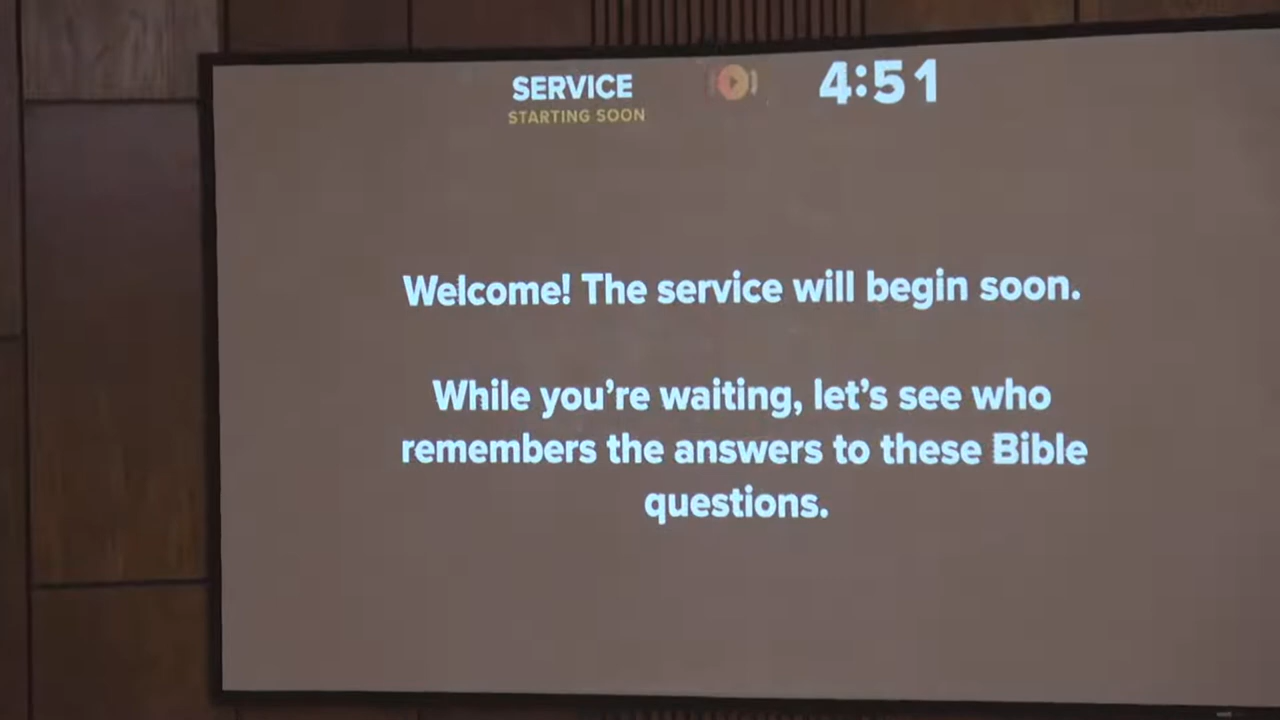 SERVICE
STARTING SOON
4:51
Welcome! The service will begin soon.
While you're waiting, let's see who
remembers the answers to these Bible
questions.